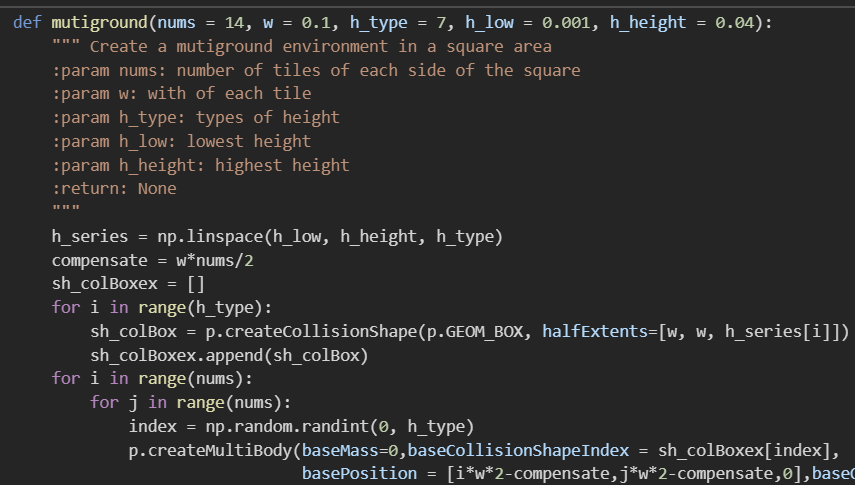 def mutiground(nums = 14, w = 0.1, h_type = 7, h_low = 0.001, h_height = 0.04):
    """ Create a mutiground environment in a square area
    :param nums: number of tiles of each side of the square
    :param w: with of each tile
    :param h_type: types of height
    :param h_low: lowest height
    :param h_height: highest height
    :return: None
    """
    h_series = np.linspace(h_low, h_height, h_type)
    compensate = w*nums/2
    sh_colBoxex = []
    for i in range(h_type):
        sh_colBox = p.createCollisionShape(p.GEOM_BOX, halfExtents=[w, w, h_series[i]])
        sh_colBoxex.append(sh_colBox)
    for i in range(nums):
        for j in range(nums):
            index = np.random.randint(0, h_type)
            p.createMultiBody(baseMass=0,baseCollisionShapeIndex = sh_colBoxex[index],
                              basePosition = [i*w*2-compensate,j*w*2-compensate,0],